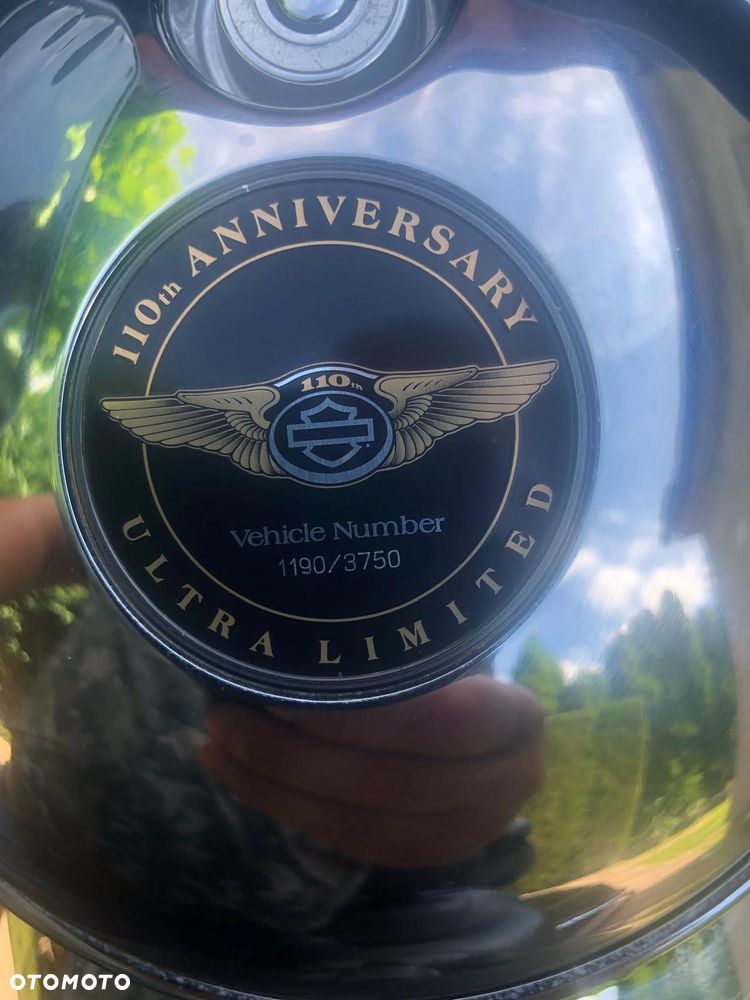 110th ANNIVERSARY
110th
Vehicle Number
1190/3750
ULTRA LIMITED
OTOMOTO